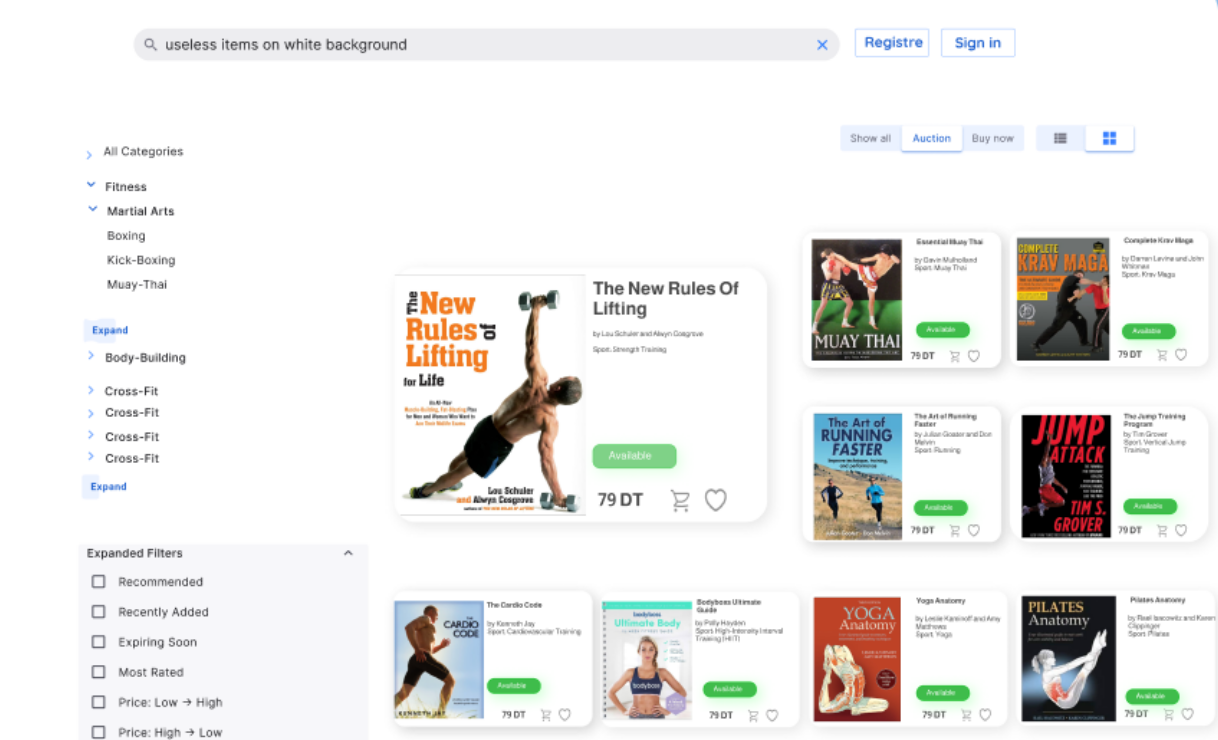 useless items on white background
Registre
Sign in
Show all
Auction
Buy now
All Categories
Fitness
Martial Arts
Boxing
Kick-Boxing
Muay-Thai
Expand
Body-Building
Cross-Fit
Cross-Fit
Cross-Fit
Cross-Fit
Expand
Expanded Filters
Recommended
Recently Added
Expiring Soon
Most Rated
Price: Low → High
Price: High → Low
The New
Rules of
Lifting
for Life
Lou Schuler
and Alwyn Cosgrove
The New Rules Of
Lifting
by Lou Schuler and Alwyn Cosgrove
Sport: Strength Training
Available
79 DT
MUAY THAI
Essential Muay Thai
by Gavin Mulholland
Sport: Muay Thai
Available
79 DT
COMPLETE
KRAV MAGA
Complete Krav Maga
by Darren Levine and John
Whitman
Sport: Krav Maga
Available
79 DT
The Art of
RUNNING
FASTER
The Art of Running
Faster
by Julian Goater and Don
Melvin
Sport: Running
Available
79 DT
JUMP
ATTACK
TIM S.
GROVER
The Jump Training
Program
by Tim Grover
Sport: Vertical Jump
Training
Available
79 DT
THE
CARDIO
CODE
KENNETH JAY
The Cardio Code
by Kenneth Jay
Sport: Cardiovascular Training
Available
79 DT
bodyboss
Ultimate Body
bodyboss
Bodyboss Ultimate
Guide
by Polly Hayden
Sport: High-Intensity Interval
Training (HIIT)
Available
79 DT
YOGA
Anatomy
Yoga Anatomy
by Leslie Kaminoff and Amy
Matthews
Sport: Yoga
Available
79 DT
PILATES
Anatomy
Pilates Anatomy
by Rael Isacowitz and Karen
Clippinger
Sport: Pilates
Available
79 DT